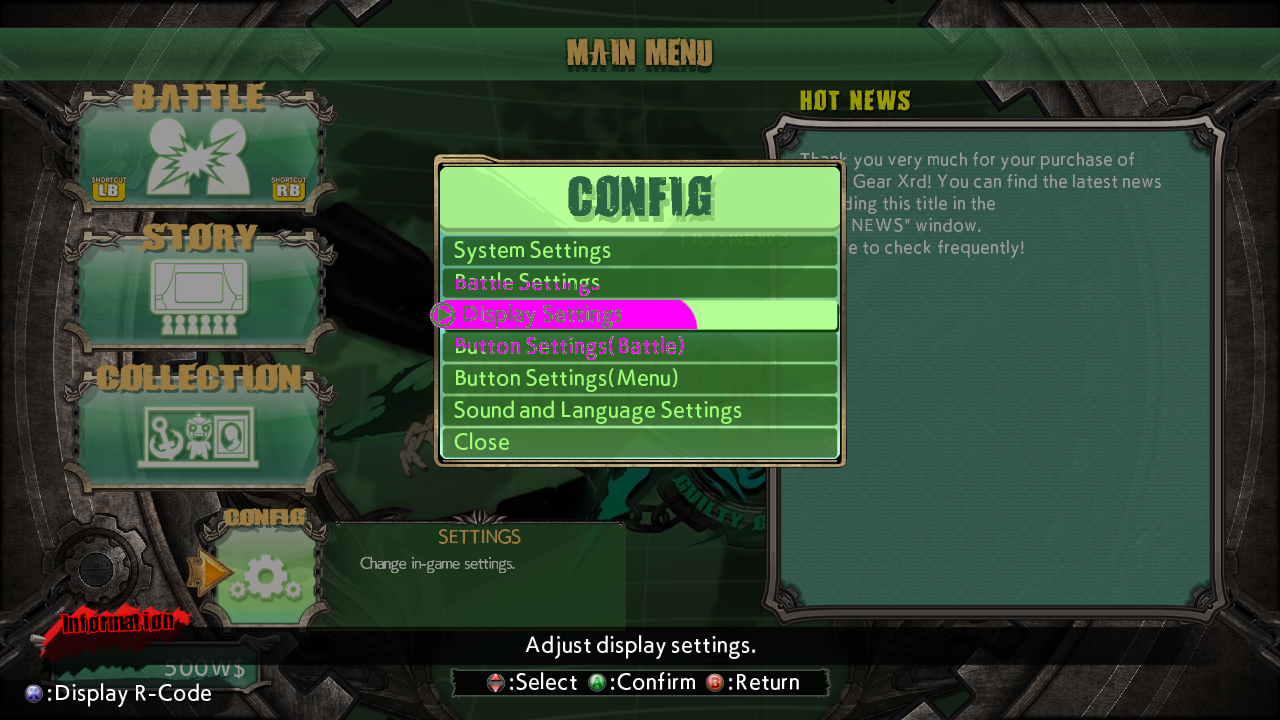 MAIN MENU
BATTLE
SHORTCUT
LB
SHORTCUT
RB
STORY
COLLECTION
CONFIG
HOT NEWS
Thank you very much for your purchase of
Gear Xrd! You can find the latest news
ding this title in the
NEWS" window.
e to check frequently!
CONFIG
System Settings
Battle Settings
Display Settings
Button Settings(Battle)
Button Settings(Menu)
Sound and Language Settings
Close
SETTINGS
Change in-game settings.
GUILTY G
Information
500W$
Adjust display settings.
:Display R-Code
:Select A:Confirm B:Return